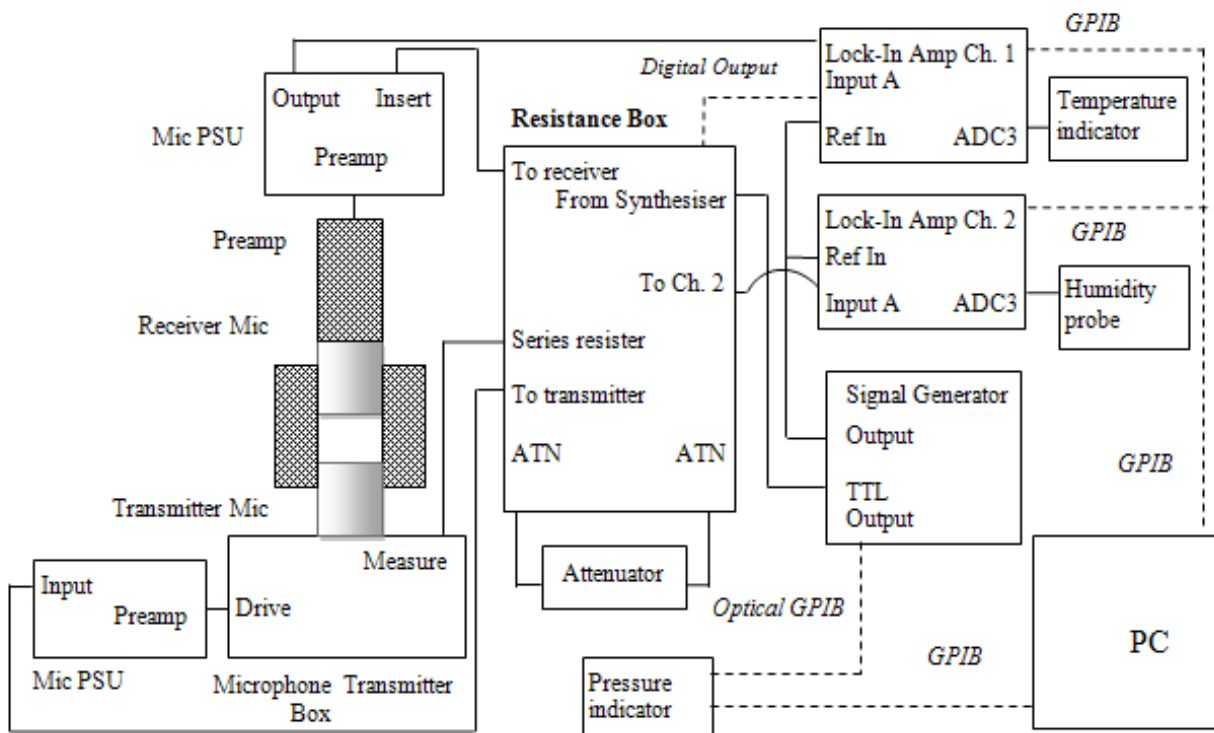 GPIB
Lock-In Amp Ch. 1
Input A
Ref In
ADC3
Temperature
indicator
Digital Output
Output
Insert
Preamp
Mic PSU
Resistance Box
To receiver
From Synthesiser
To Ch. 2
Series resister
To transmitter
ATN
ATN
Lock-In Amp Ch. 2
Ref In
Input A
ADC3
GPIB
Humidity
probe
Preamp
Receiver Mic
Transmitter Mic
Signal Generator
Output
TTL
Output
GPIB
Measure
Drive
Input
Preamp
Mic PSU
Microphone Transmitter
Box
Attenuator
Optical GPIB
Pressure
indicator
GPIB
PC